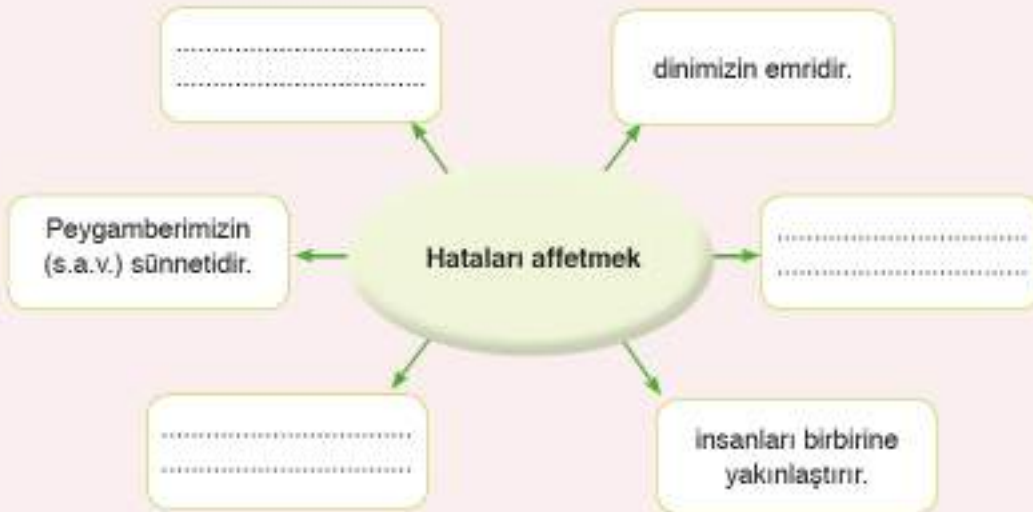 dinimizin emridir.
Peygamberimizin
(s.a.v.) sünnetidir.
Hataları affetmek
insanları birbirine
yakınlaştırır.